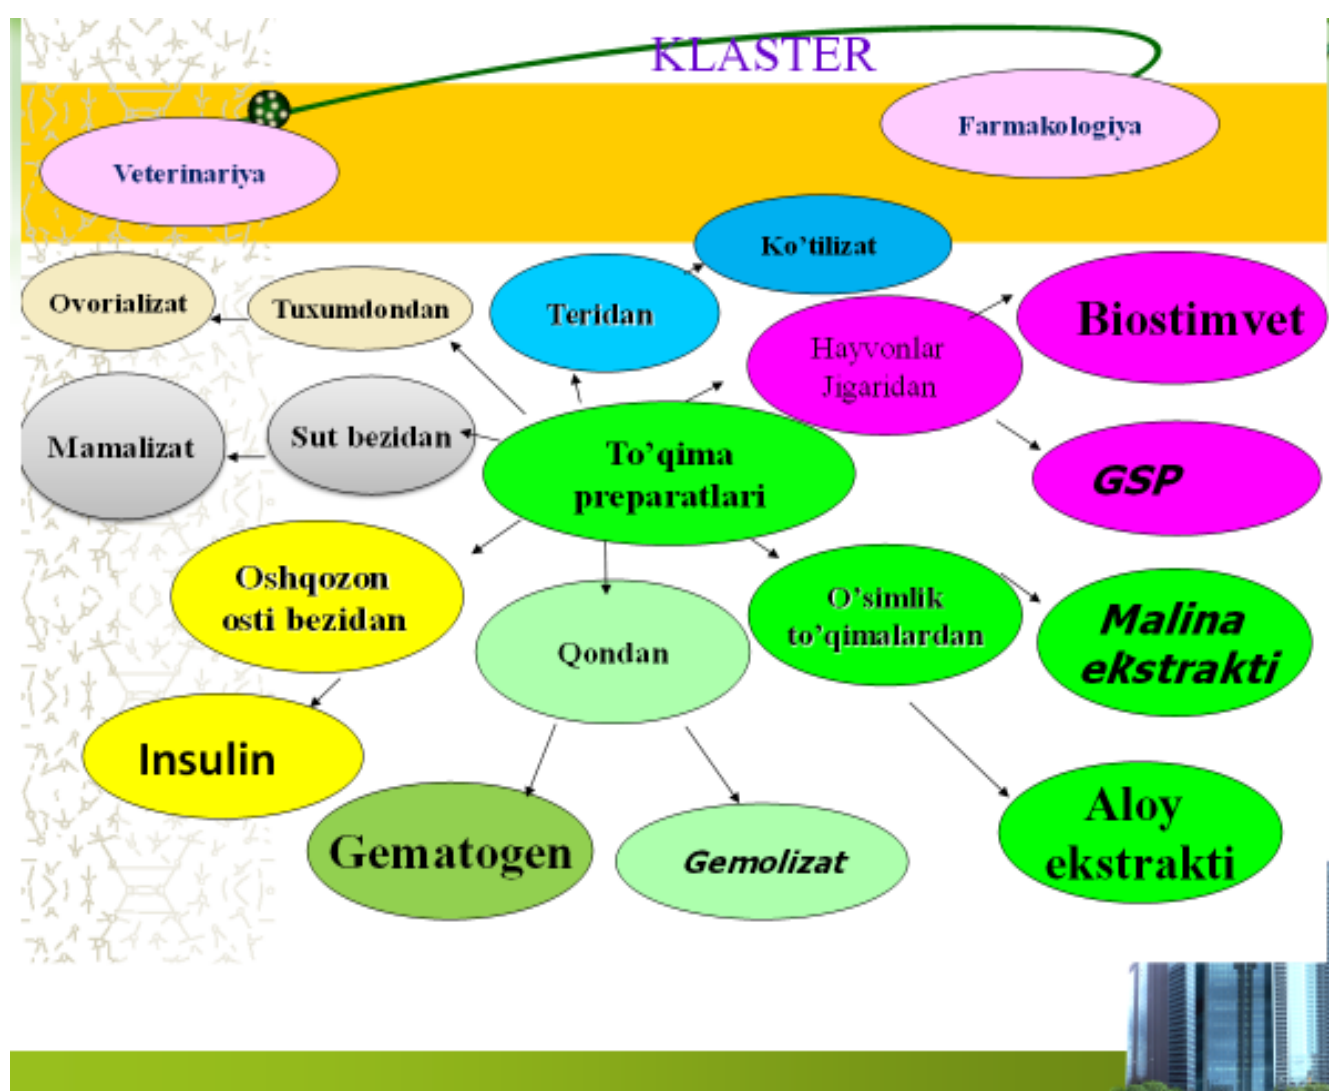 KLASTER
Farmakologiya
Veterinariya
Ko’tilizat
Ovorializat
Tuxumdondan
Teridan
Biostimvet
Hayvonlar
Jigaridan
Mamalizat
Sut bezidan
To’qima
preparatlari
GSP
Oshqozon
osti bezidan
Qondan
O’simlik
to’qimalardan
Malina
ekstrakti
Insulin
Gematogen
Gemolizat
Aloy
ekstrakti